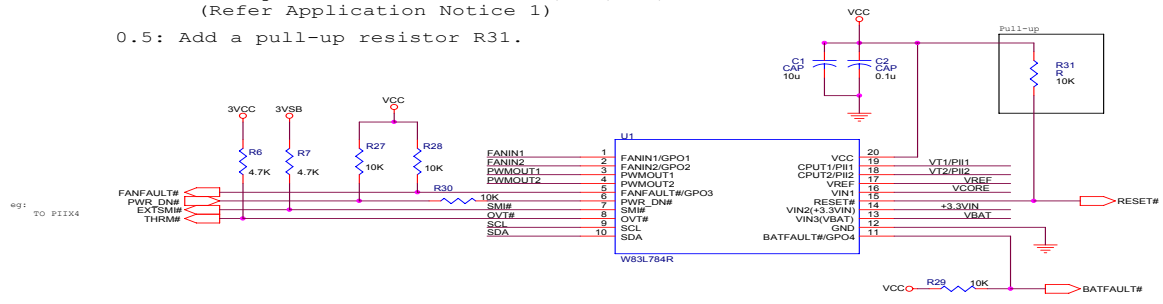 (Refer Application Notice 1)
0.5: Add a pull-up resistor R31.
VCC
Pull-up
C1
CAP
10u
C2
CAP
0.1u
R31
R
10K
3VCC
3VSB
VCC
R6
4.7K
R7
4.7K
R27
10K
R28
10K
R30
10K
U1
FANIN1
FANIN2
PWMOUT1
PWMOUT2
SMI#
OVT#
SCL
SDA
1
2
3
4
5
6
7
8
9
10
FANIN1/GPO1
FANIN2/GPO2
PWMOUT1
PWMOUT2
FANFAULT#/GPO3
PWR_DN#
SMI#
OVT#
SCL
SDA
VCC
CPUT1/PII1
CPUT2/PII2
VREF
VIN1
RESET#
VIN2(+3.3VIN)
VIN3(VBAT)
GND
BATFAULT#/GPO4
20
19
18
17
16
15
14
13
12
11
VT1/PII1
VT2/PII2
VREF
VCORE
+3.3VIN
VBAT
RESET#
FANFAULT#
PWR_DN#
EXTSMI#
THRM#
eg:
TO PIIX4
W83L784R
VCC
R29
10K
BATFAULT#